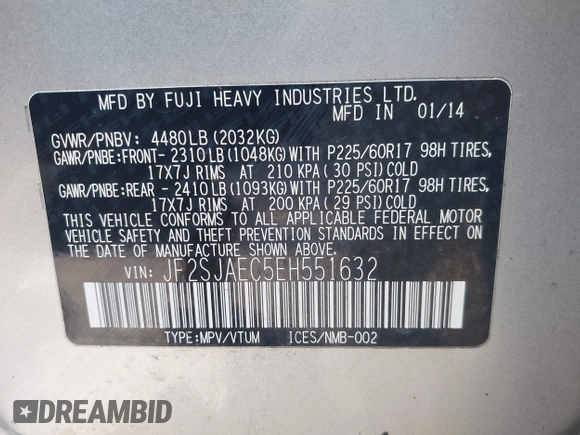 MFD BY FUJI HEAVY INDUSTRIES LTD.
MFD IN 01/14
GVWR/PNBV: 4480LB (2032KG)
GAWR/PNBE:FRONT- 2310LB (1048KG) WITH P225/60R17 98H TIRES,
17X7J RIMS AT 210 KPA ( 30 PSI) COLD
GAWR/PNBE:REAR - 2410LB (1093KG) WITH P225/60R17 98H TIRES,
17X7J RIMS AT 200 KPA ( 29 PSI) COLD
THIS VEHICLE CONFORMS TO ALL APPLICABLE FEDERAL MOTOR
VEHICLE SAFETY AND THEFT PREVENTION STANDARDS IN EFFECT
ON THE DATE OF MANUFACTURE SHOWN ABOVE.
VIN: JF2SJAEC5EH551632
TYPE:MPV/VTUM ICES/NMB-002
DREAMBID